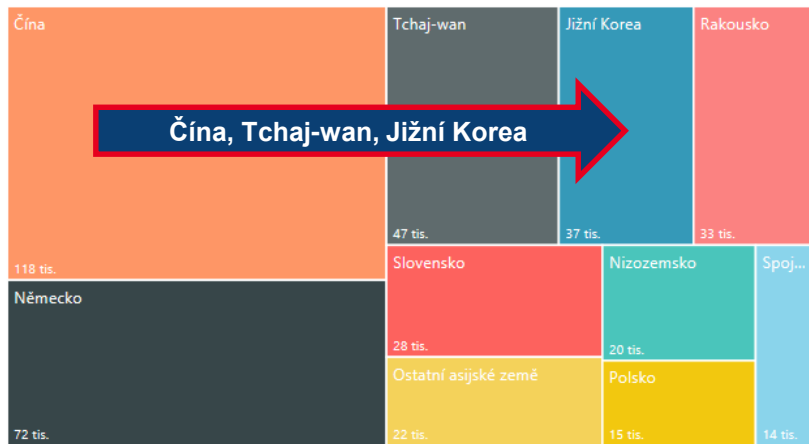 Čína
118 tis.
Německo
72 tis.
Tchaj-wan
47 tis.
Jižní Korea
37 tis.
Rakousko
33 tis.
Čína, Tchaj-wan, Jižní Korea
Slovensko
28 tis.
Nizozemsko
20 tis.
Spoj...
14 tis.
Ostatní asijské země
22 tis.
Polsko
15 tis.